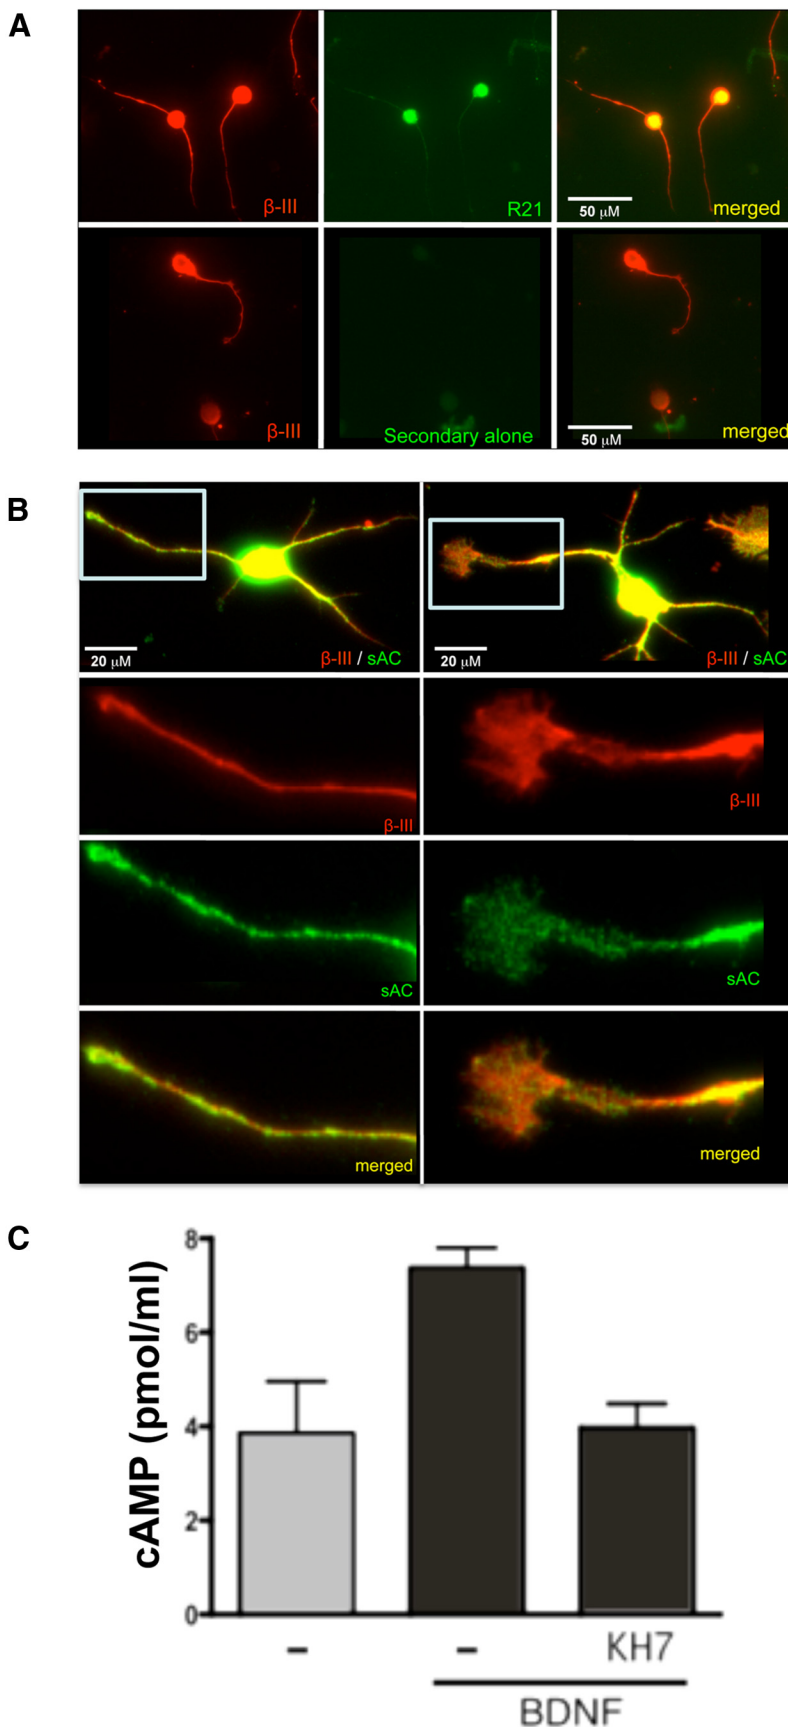 A
β-III
R21
50 μM
merged
β-III
Secondary alone
50 μM
merged
B
20 μM
β-III / sAC
20 μM
β-III / sAC
β-III
β-III
sAC
sAC
merged
merged
C
cAMP (pmol/ml)
8
6
4
2
0
– – KH7
BDNF